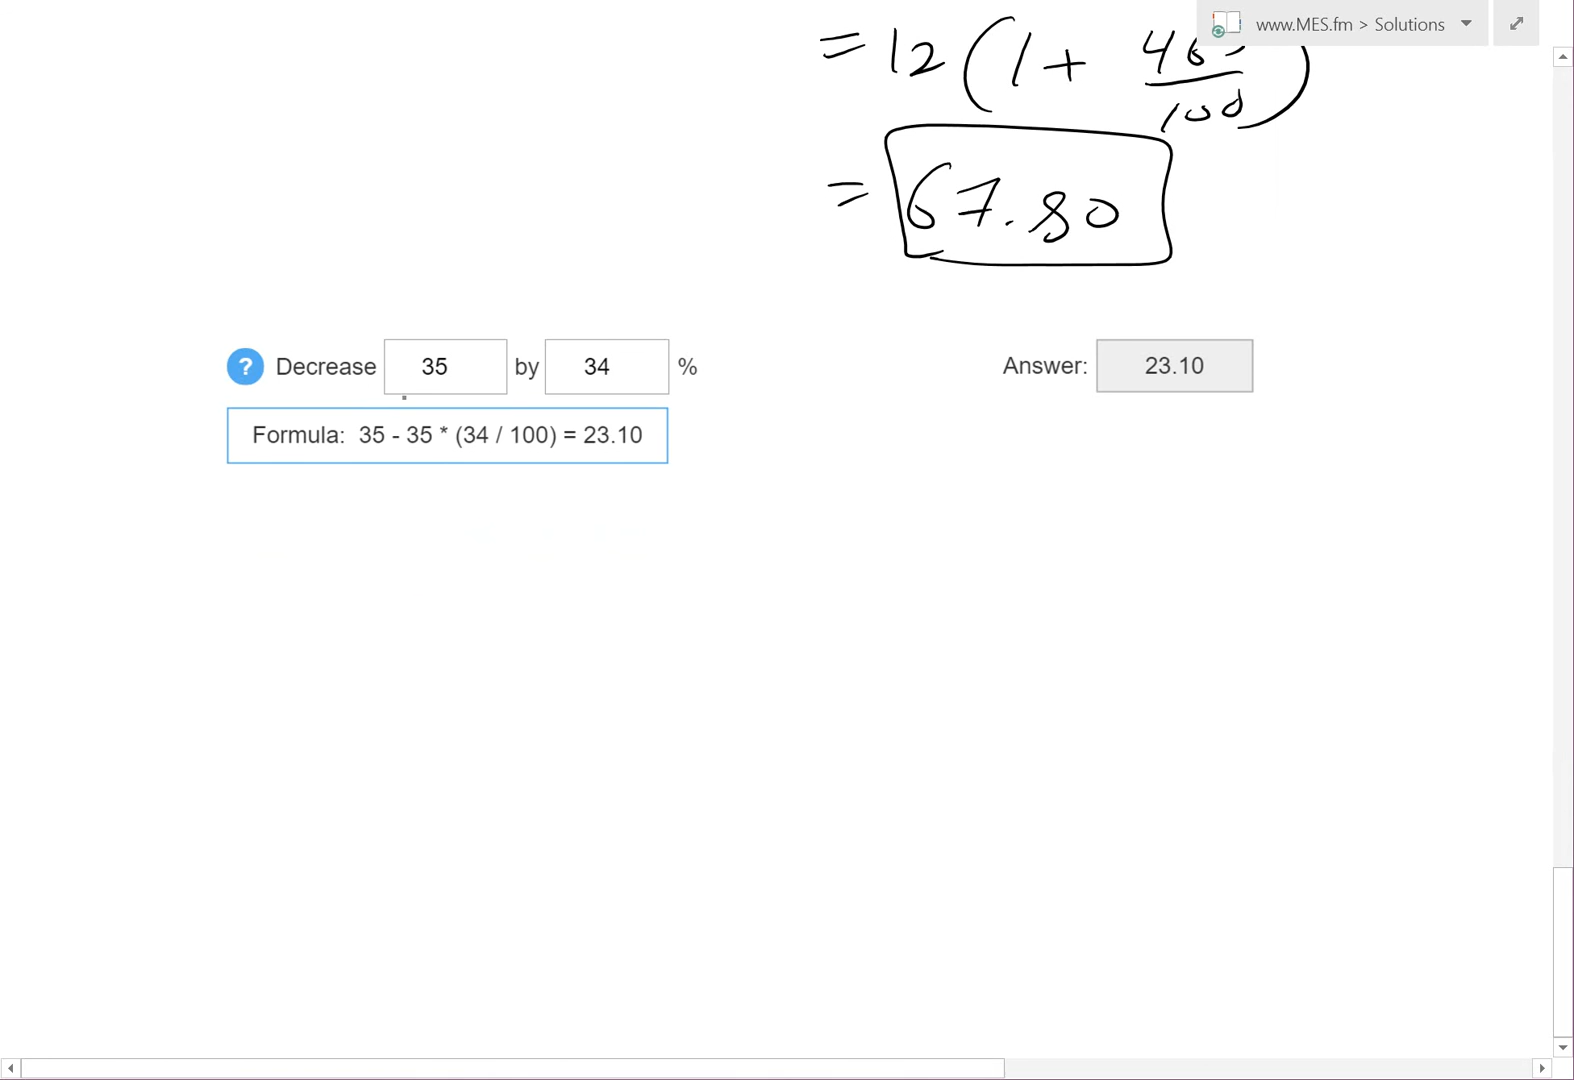 www.MES.fm > Solutions
= 12 (1 + 465/100)
= 67.80
? Decrease 35 by 34 %
Answer: 23.10
Formula: 35 - 35 * (34 / 100) = 23.10